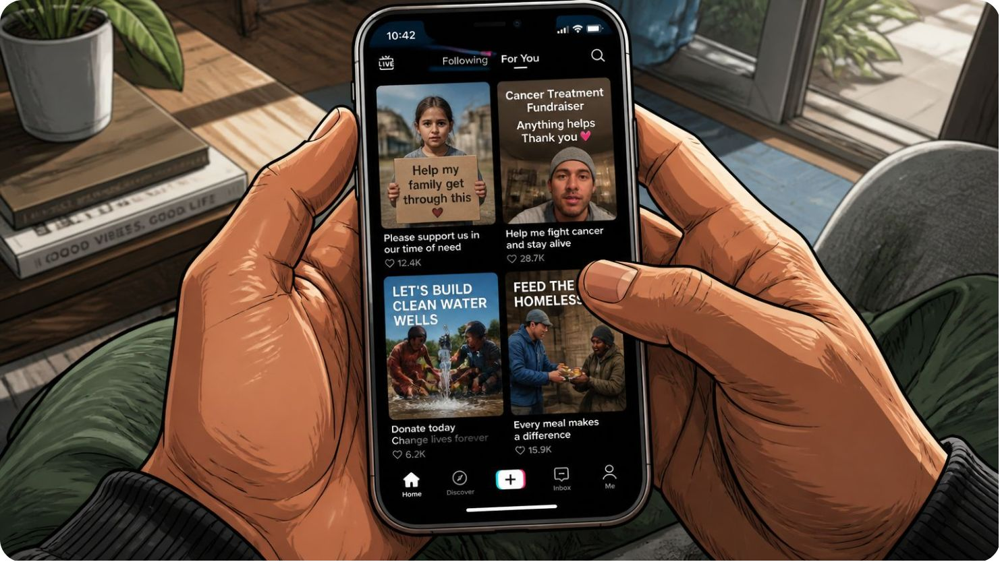 10:42
LIVE
Following
For You
Help my
family get
through this
Cancer Treatment
Fundraiser
Anything helps
Thank you
Please support us in
our time of need
12.4K
Help me fight cancer
and stay alive
28.7K
LET'S BUILD
CLEAN WATER
WELLS
FEED THE
HOMELESS
Donate today
Change lives forever
6.2K
Every meal makes
a difference
15.9K
Home
Discover
Inbox
Me
GOOD VIBES, GOOD LIFE